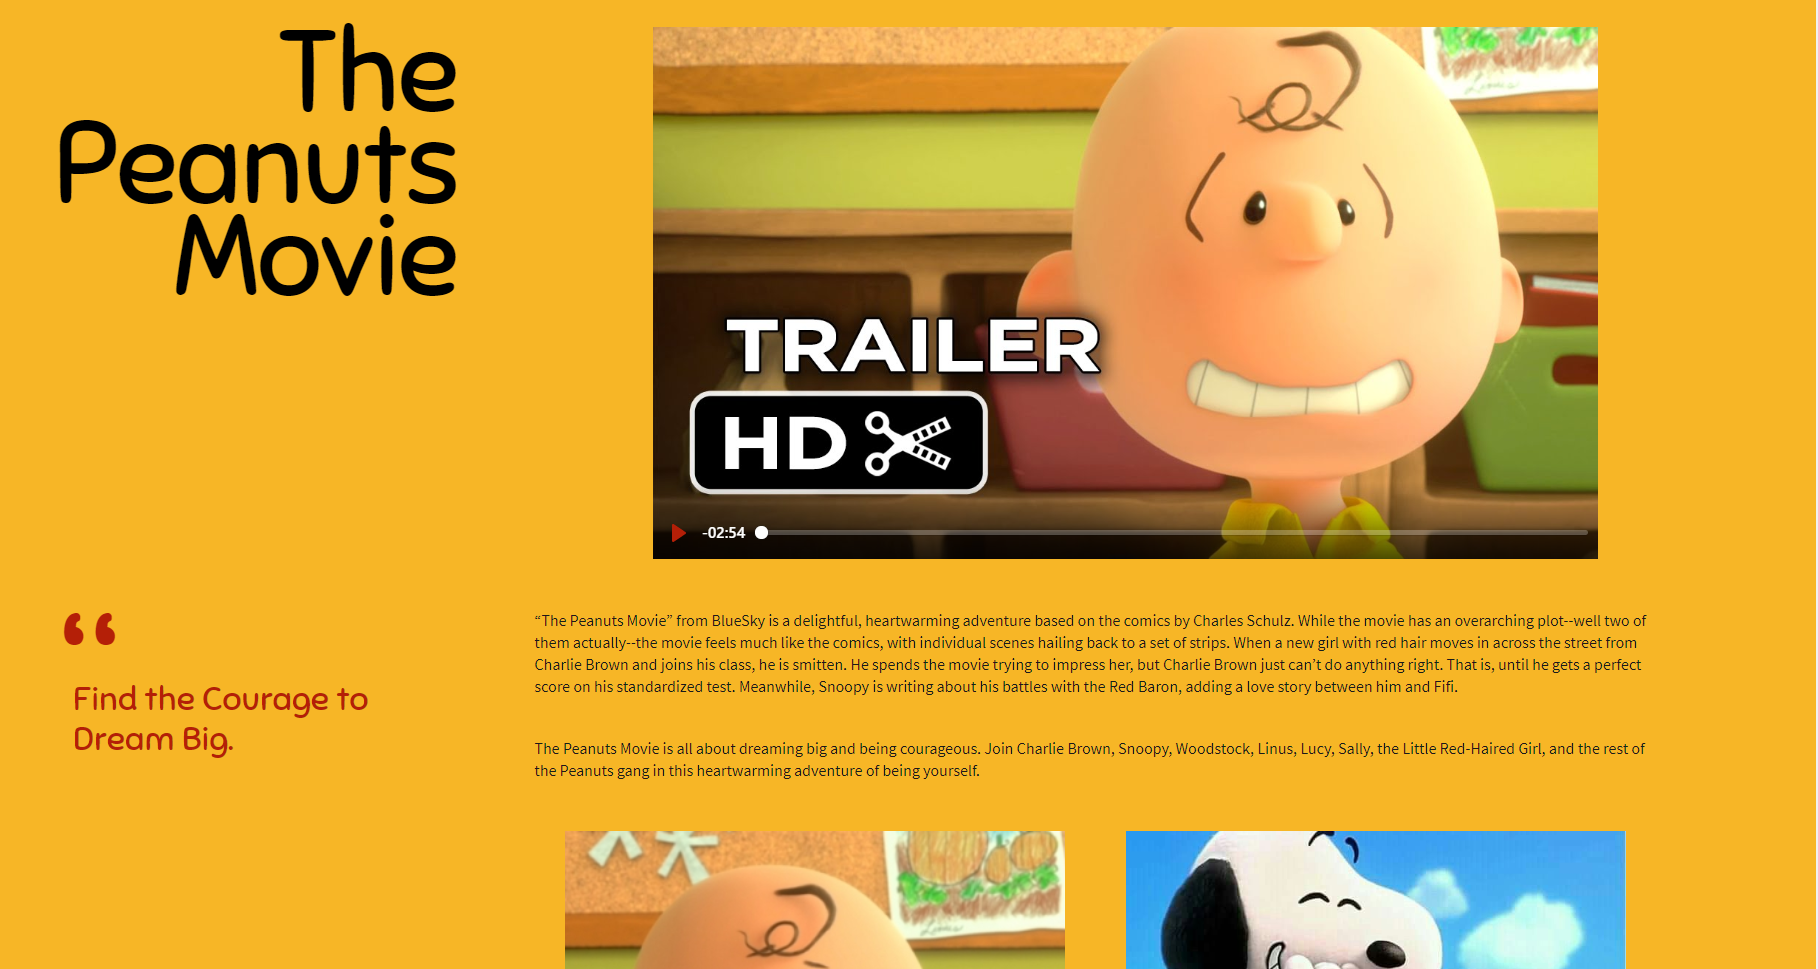 The
Peanuts
Movie
TRAILER
HD
-02:54
“
Find the Courage to
Dream Big.
“The Peanuts Movie” from BlueSky is a delightful, heartwarming adventure based on the comics by Charles Schulz. While the movie has an overarching plot--well two of
them actually--the movie feels much like the comics, with individual scenes hailing back to a set of strips. When a new girl with red hair moves in across the street from
Charlie Brown and joins his class, he is smitten. He spends the movie trying to impress her, but Charlie Brown just can’t do anything right. That is, until he gets a perfect
score on his standardized test. Meanwhile, Snoopy is writing about his battles with the Red Baron, adding a love story between him and Fifi.
The Peanuts Movie is all about dreaming big and being courageous. Join Charlie Brown, Snoopy, Woodstock, Linus, Lucy, Sally, the Little Red-Haired Girl, and the rest of
the Peanuts gang in this heartwarming adventure of being yourself.